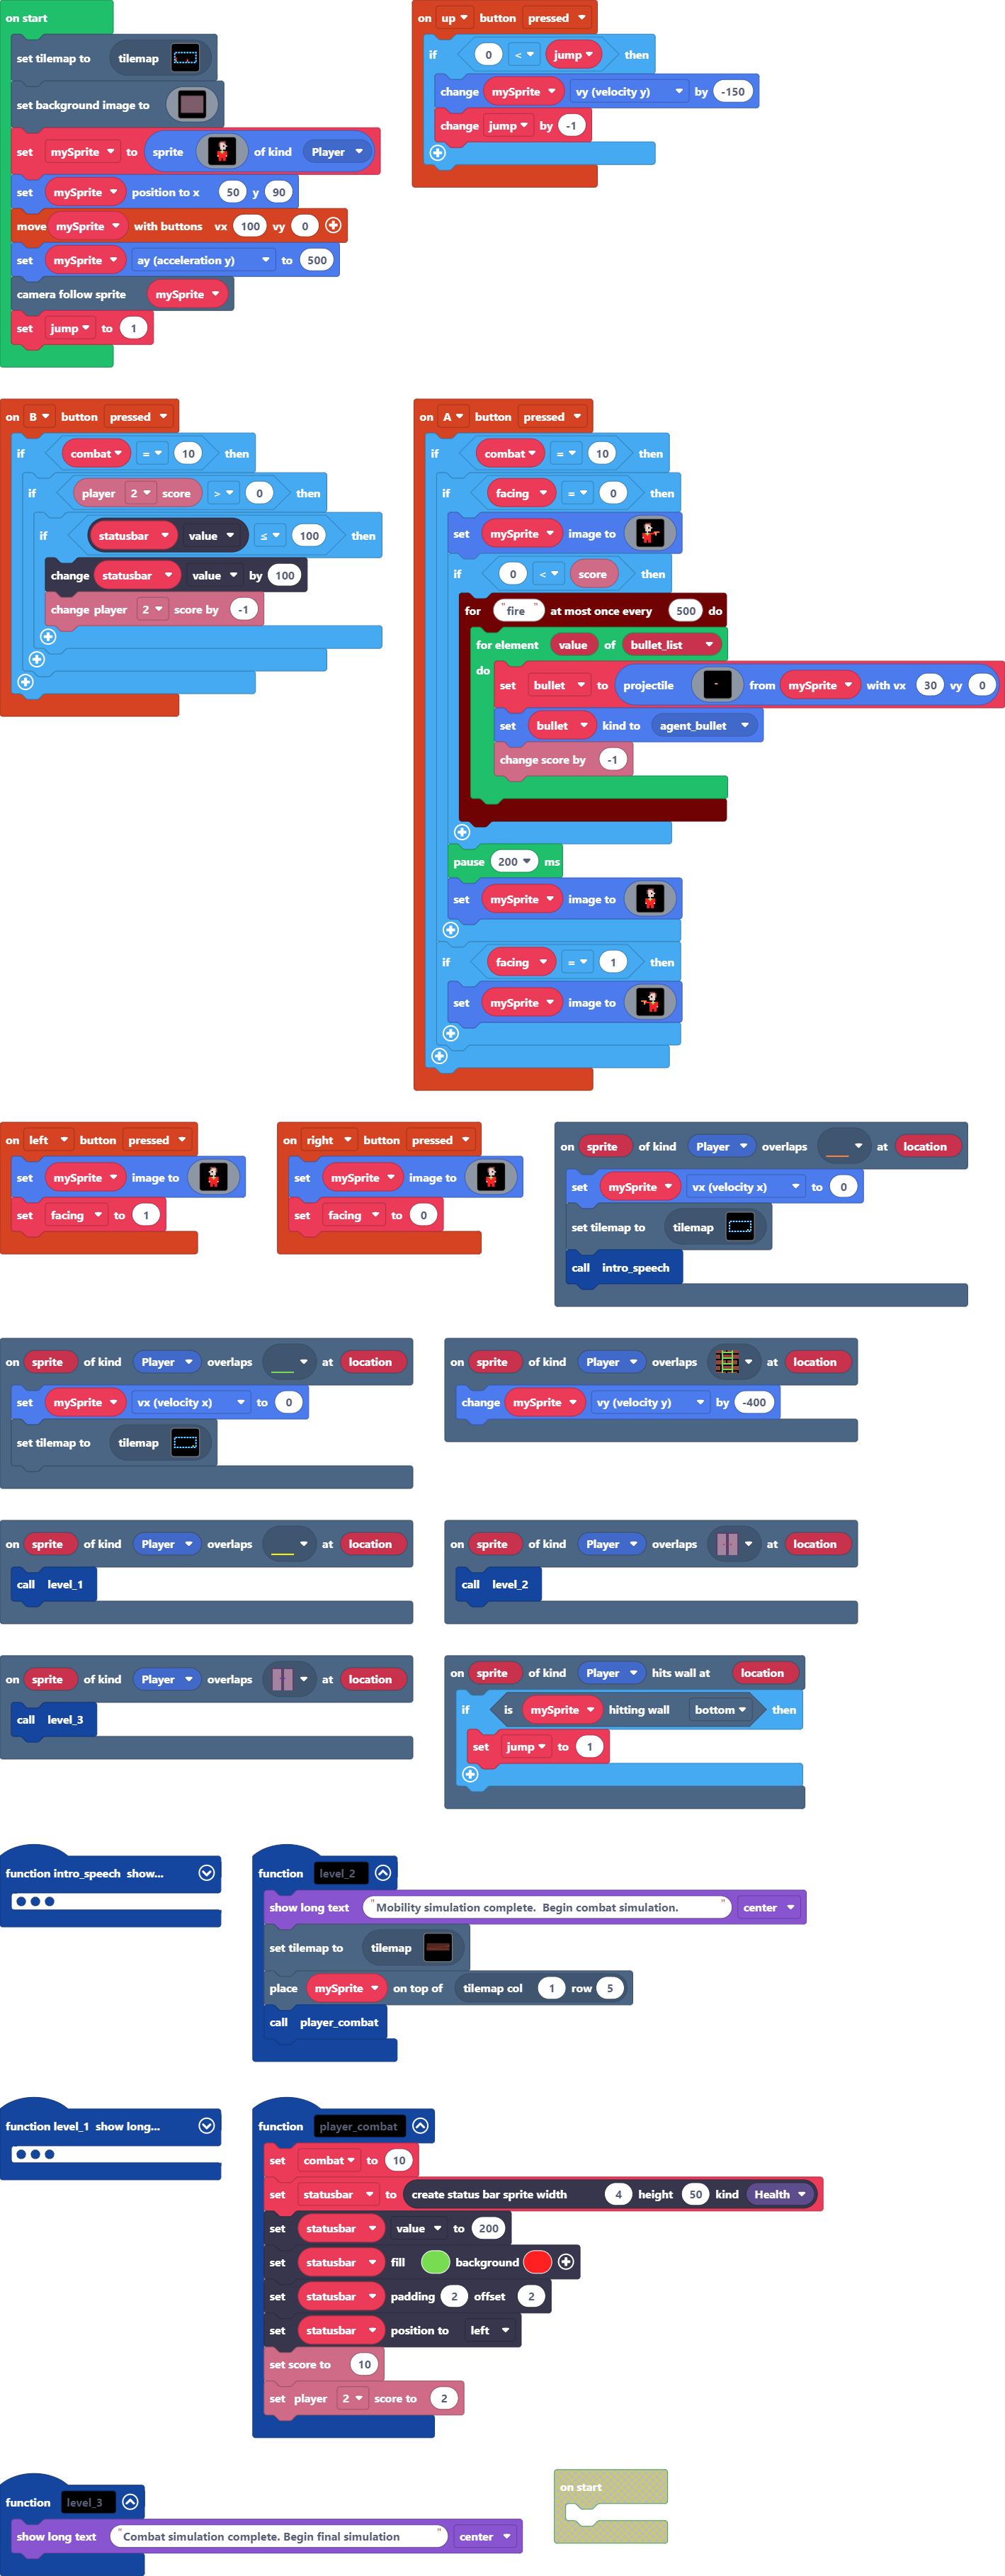 on start
set tilemap to tilemap
set background image to
set mySprite to sprite of kind Player
set mySprite position to x 50 y 90
move mySprite with buttons vx 100 vy 0
set mySprite ay (acceleration y) to 500
camera follow sprite mySprite
set jump to 1
on up button pressed
if 0 < jump then
change mySprite vy (velocity y) by -150
change jump by -1
on B button pressed
if combat = 10 then
if player 2 score > 0 then
if statusbar value ≤ 100 then
change statusbar value by 100
change player 2 score by -1
on A button pressed
if combat = 10 then
if facing = 0 then
set mySprite image to
if 0 < score then
for "fire" at most once every 500 do
for element value of bullet_list
do
set bullet to projectile from mySprite with vx 30 vy 0
set bullet kind to agent_bullet
change score by -1
pause 200 ms
set mySprite image to
if facing = 1 then
set mySprite image to
on left button pressed
set mySprite image to
set facing to 1
on right button pressed
set mySprite image to
set facing to 0
on sprite of kind Player overlaps at location
set mySprite vx (velocity x) to 0
set tilemap to tilemap
call intro_speech
on sprite of kind Player overlaps at location
set mySprite vx (velocity x) to 0
set tilemap to tilemap
on sprite of kind Player overlaps at location
change mySprite vy (velocity y) by -400
on sprite of kind Player overlaps at location
call level_1
on sprite of kind Player overlaps at location
call level_2
on sprite of kind Player overlaps at location
call level_3
on sprite of kind Player hits wall at location
if is mySprite hitting wall bottom then
set jump to 1
function intro_speech show...
function level_2
show long text "Mobility simulation complete. Begin combat simulation." center
set tilemap to tilemap
place mySprite on top of tilemap col 1 row 5
call player_combat
function level_1 show long...
function player_combat
set combat to 10
set statusbar to create status bar sprite width 4 height 50 kind Health
set statusbar value to 200
set statusbar fill background
set statusbar padding 2 offset 2
set statusbar position to left
set score to 10
set player 2 score to 2
function level_3
show long text "Combat simulation complete. Begin final simulation" center
on start